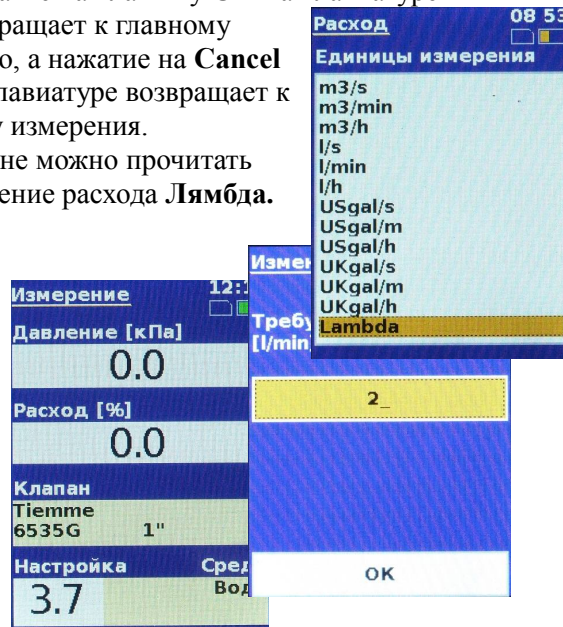 ращает к главному
о, а нажатие на Cancel
лавиатуре возвращает к
у измерения.
не можно прочитать
ение расхода Лямбда.
Расход 08 53
Единицы измерения
m3/s
m3/min
m3/h
l/s
l/min
l/h
USgal/s
USgal/m
USgal/h
UKgal/s
UKgal/m
UKgal/h
Lambda
Измен
Требу
[l/min
2_
OK
Измерение 12:
Давление [кПа]
0.0
Расход [%]
0.0
Клапан
Tiemme
6535G 1"
Настройка Сред
3.7 Вод